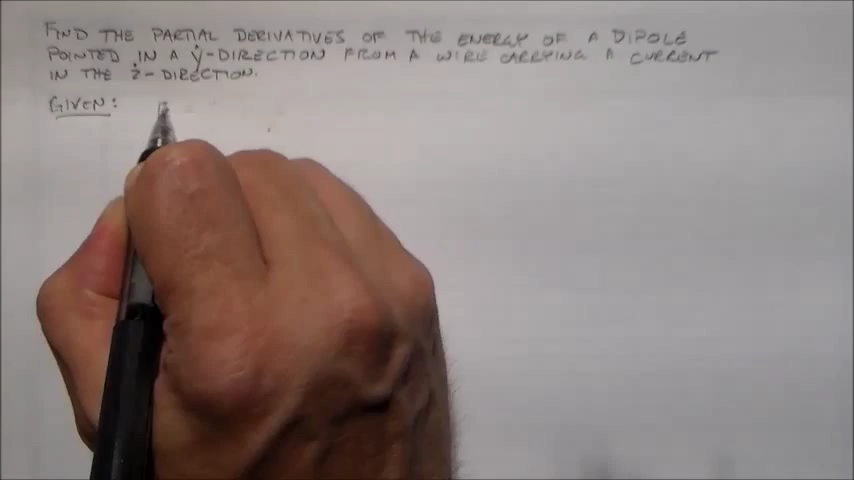 FIND THE PARTIAL DERIVATIVES OF THE ENERGY OF A DIPOLE
POINTED IN A ẏ-DIRECTION FROM A WIRE CARRYING A CURRENT
IN THE ż-DIRECTION.
GIVEN: